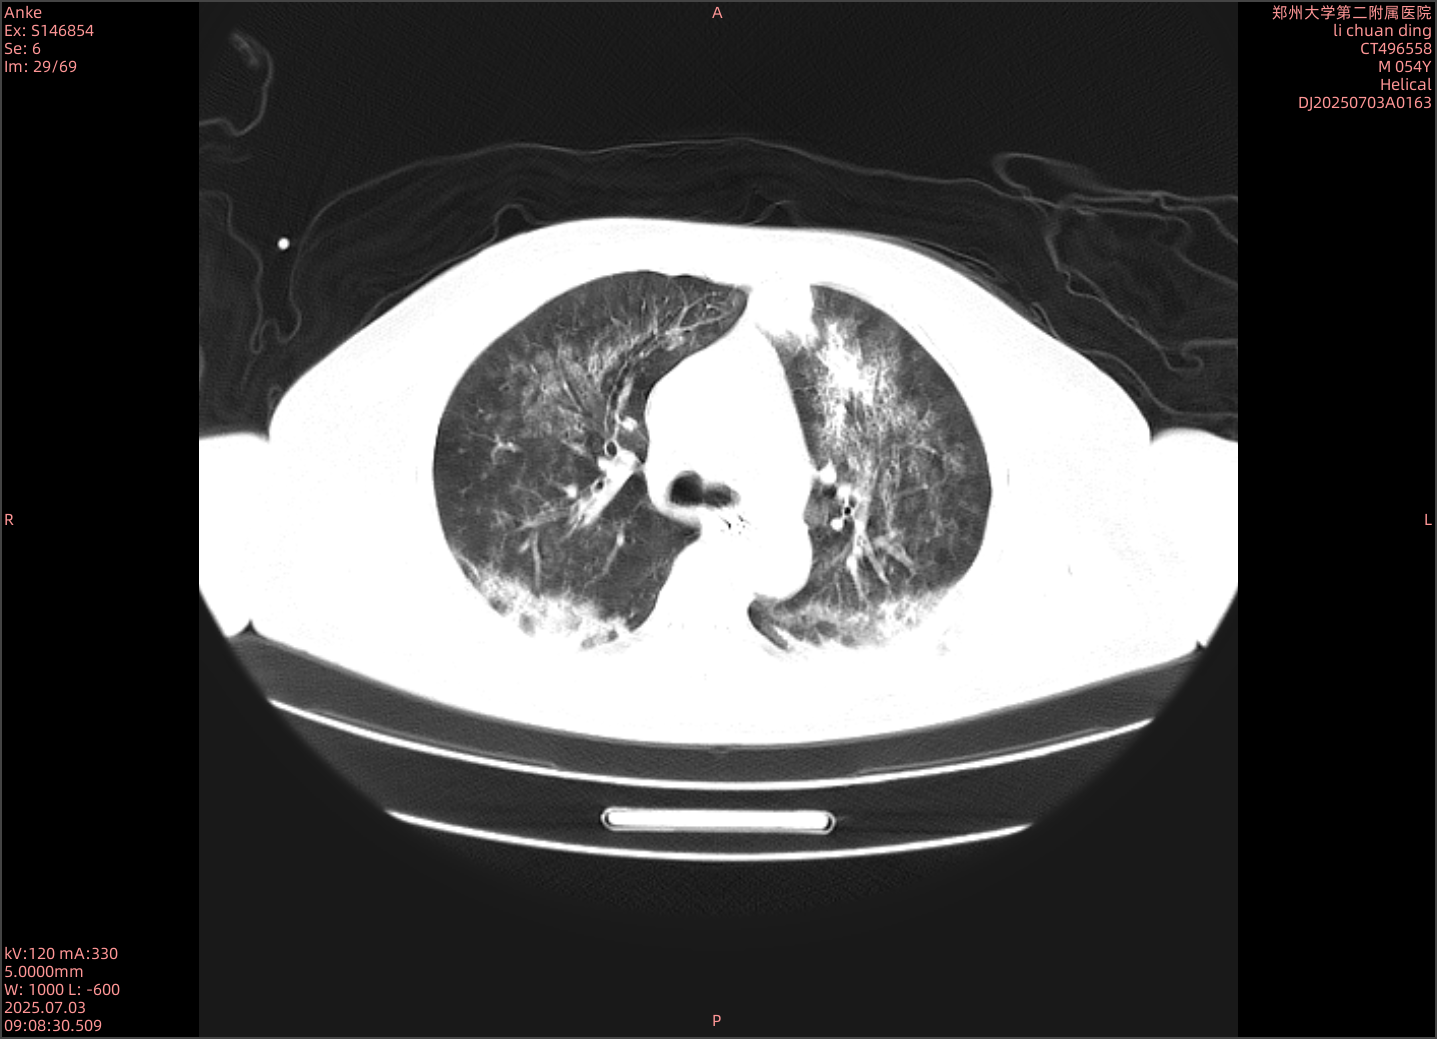 Anke
Ex: S146854
Se: 6
Im: 29/69
A
郑州大学第二附属医院
li chuan ding
CT496558
M 054Y
Helical
DJ20250703A0163
R
L
kV:120 mA:330
5.0000mm
W: 1000 L: -600
2025.07.03
09:08:30.509
P